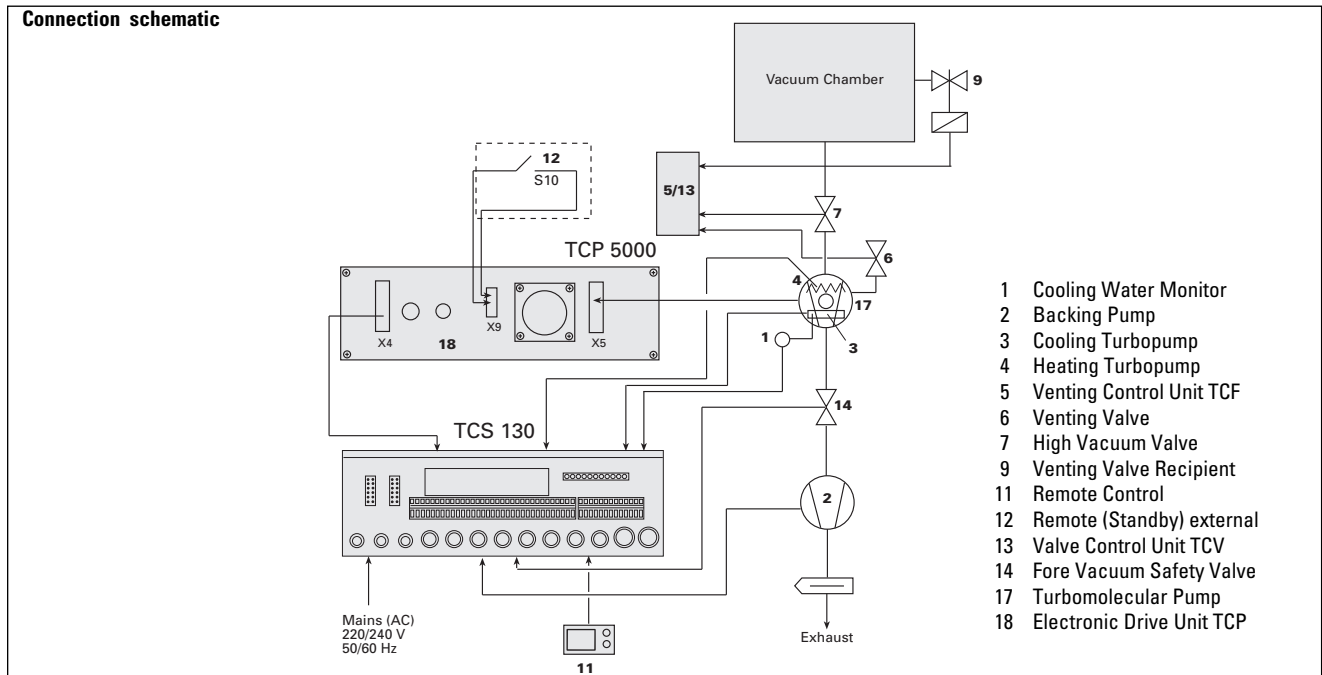 Connection schematic
Vacuum Chamber
9
12
S10
5/13
7
TCP 5000
6
4
17
X4
18
X9
X5
1
3
14
TCS 130
2
Mains (AC)
220/240 V
50/60 Hz
11
Exhaust
1 Cooling Water Monitor
2 Backing Pump
3 Cooling Turbopump
4 Heating Turbopump
5 Venting Control Unit TCF
6 Venting Valve
7 High Vacuum Valve
9 Venting Valve Recipient
11 Remote Control
12 Remote (Standby) external
13 Valve Control Unit TCV
14 Fore Vacuum Safety Valve
17 Turbomolecular Pump
18 Electronic Drive Unit TCP